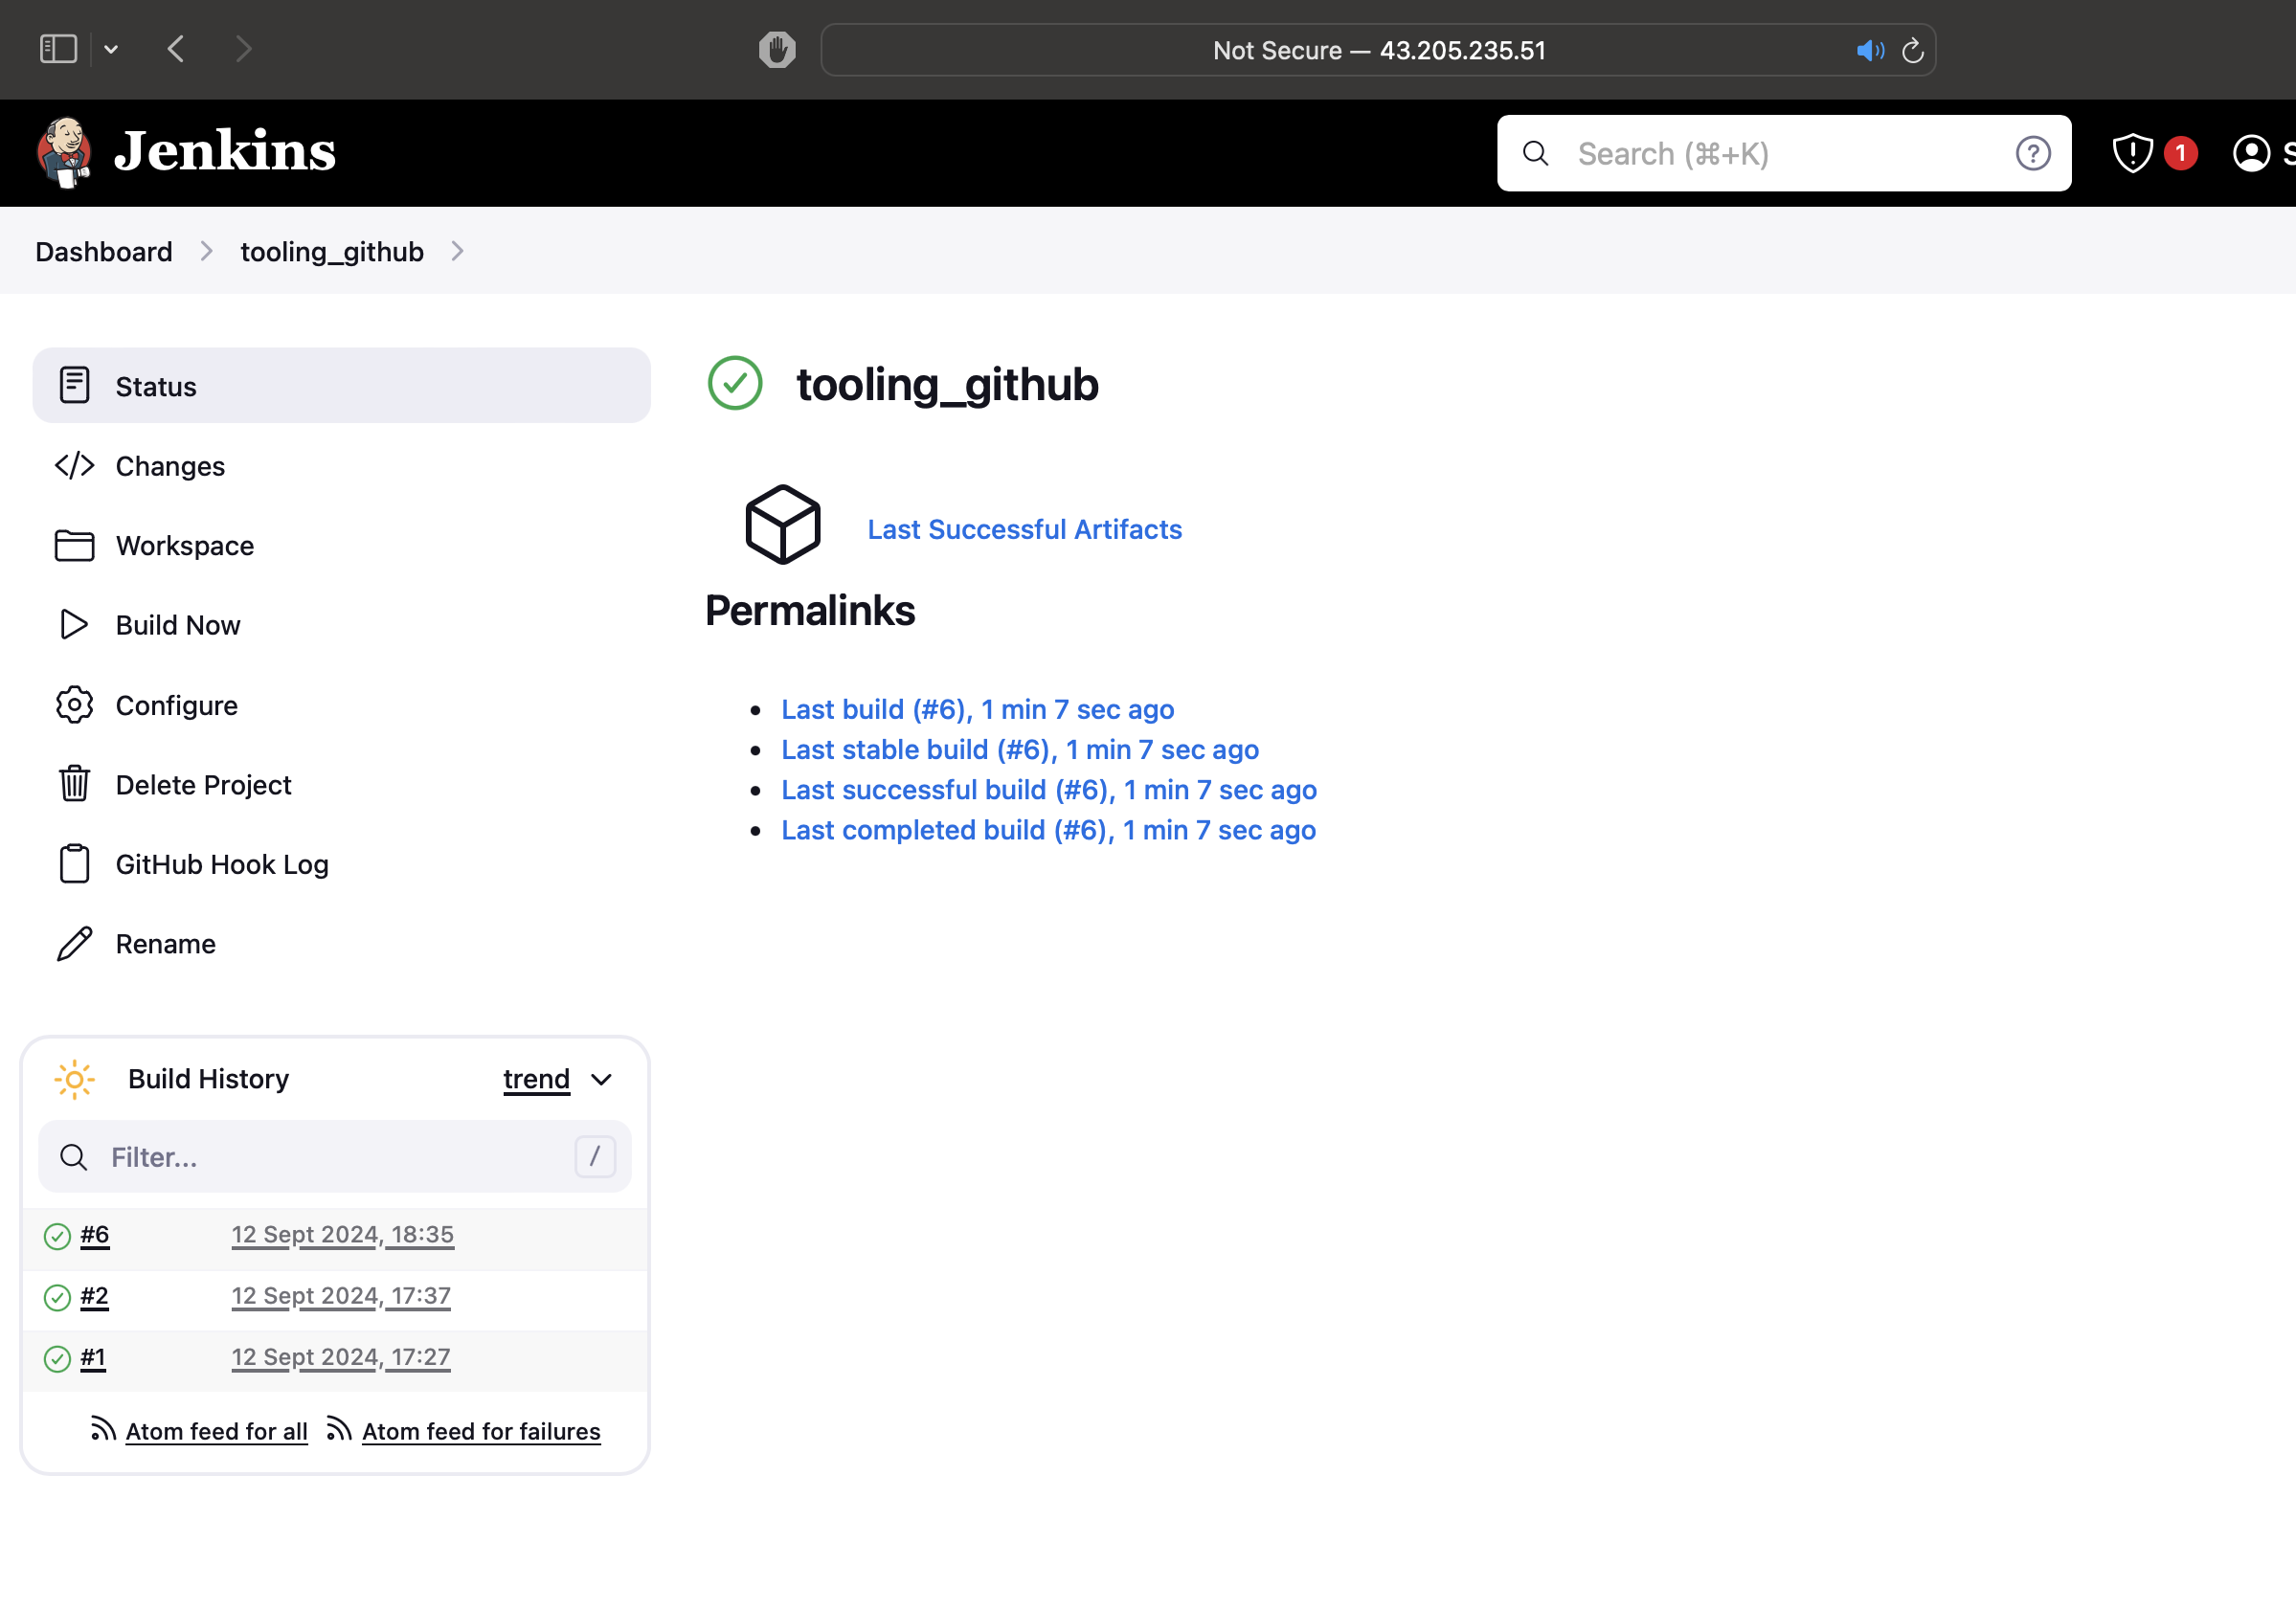 Not Secure — 43.205.235.51
Jenkins
Search (⌘+K)
?
1
S
Dashboard
tooling_github
Status
Changes
Workspace
Build Now
Configure
Delete Project
GitHub Hook Log
Rename
tooling_github
Last Successful Artifacts
Permalinks
Last build (#6), 1 min 7 sec ago
Last stable build (#6), 1 min 7 sec ago
Last successful build (#6), 1 min 7 sec ago
Last completed build (#6), 1 min 7 sec ago
Build History trend
Filter... /
#6 12 Sept 2024, 18:35
#2 12 Sept 2024, 17:37
#1 12 Sept 2024, 17:27
Atom feed for all Atom feed for failures